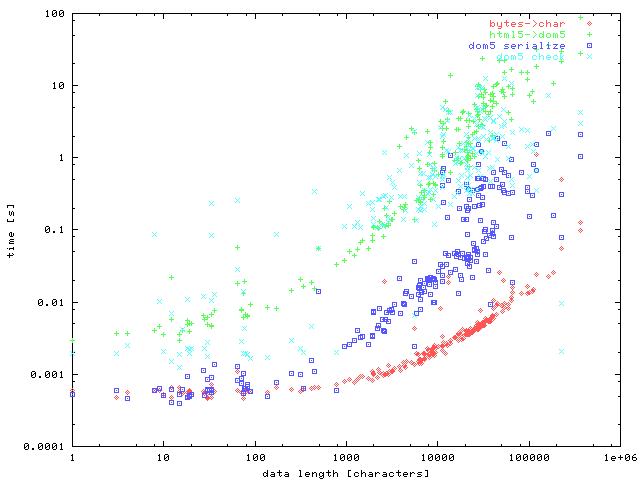 100
10
1
0.1
0.01
0.001
0.0001
time [s]
bytes->char
html5->dom5
dom5 serialize
dom5 check
1
10
100
1000
10000
100000
1e+06
data length [characters]